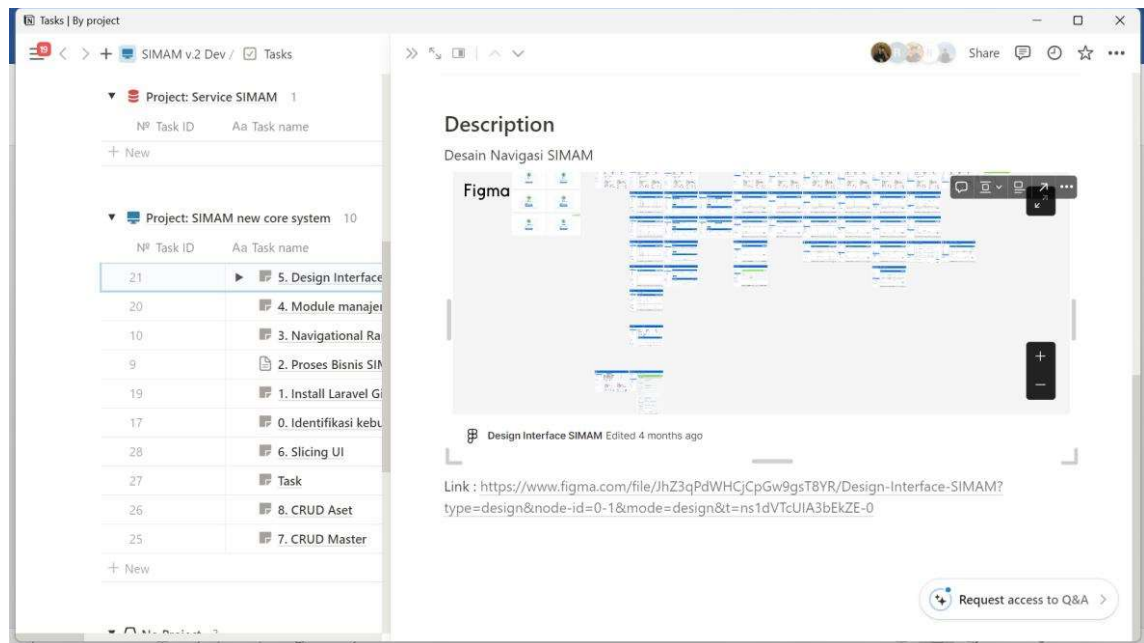 Tasks | By project
19
SIMAM v.2 Dev / Tasks
Share
Project: Service SIMAM 1
Nº Task ID Aa Task name
+ New
Project: SIMAM new core system 10
Nº Task ID Aa Task name
21 5. Design Interface
20 4. Module manajer
10 3. Navigational Ra
9 2. Proses Bisnis SIM
19 1. Install Laravel Gi
17 0. Identifikasi kebu
28 6. Slicing UI
27 Task
26 8. CRUD Aset
25 7. CRUD Master
+ New
Description
Desain Navigasi SIMAM
Figma
Design Interface SIMAM Edited 4 months ago
Link : https://www.figma.com/file/JhZ3qPdWHCjCpGw9gsT8YR/Design-Interface-SIMAM?
type=design&node-id=0-1&mode=design&t=ns1dVTcUIA3bEkZE-0
Request access to Q&A